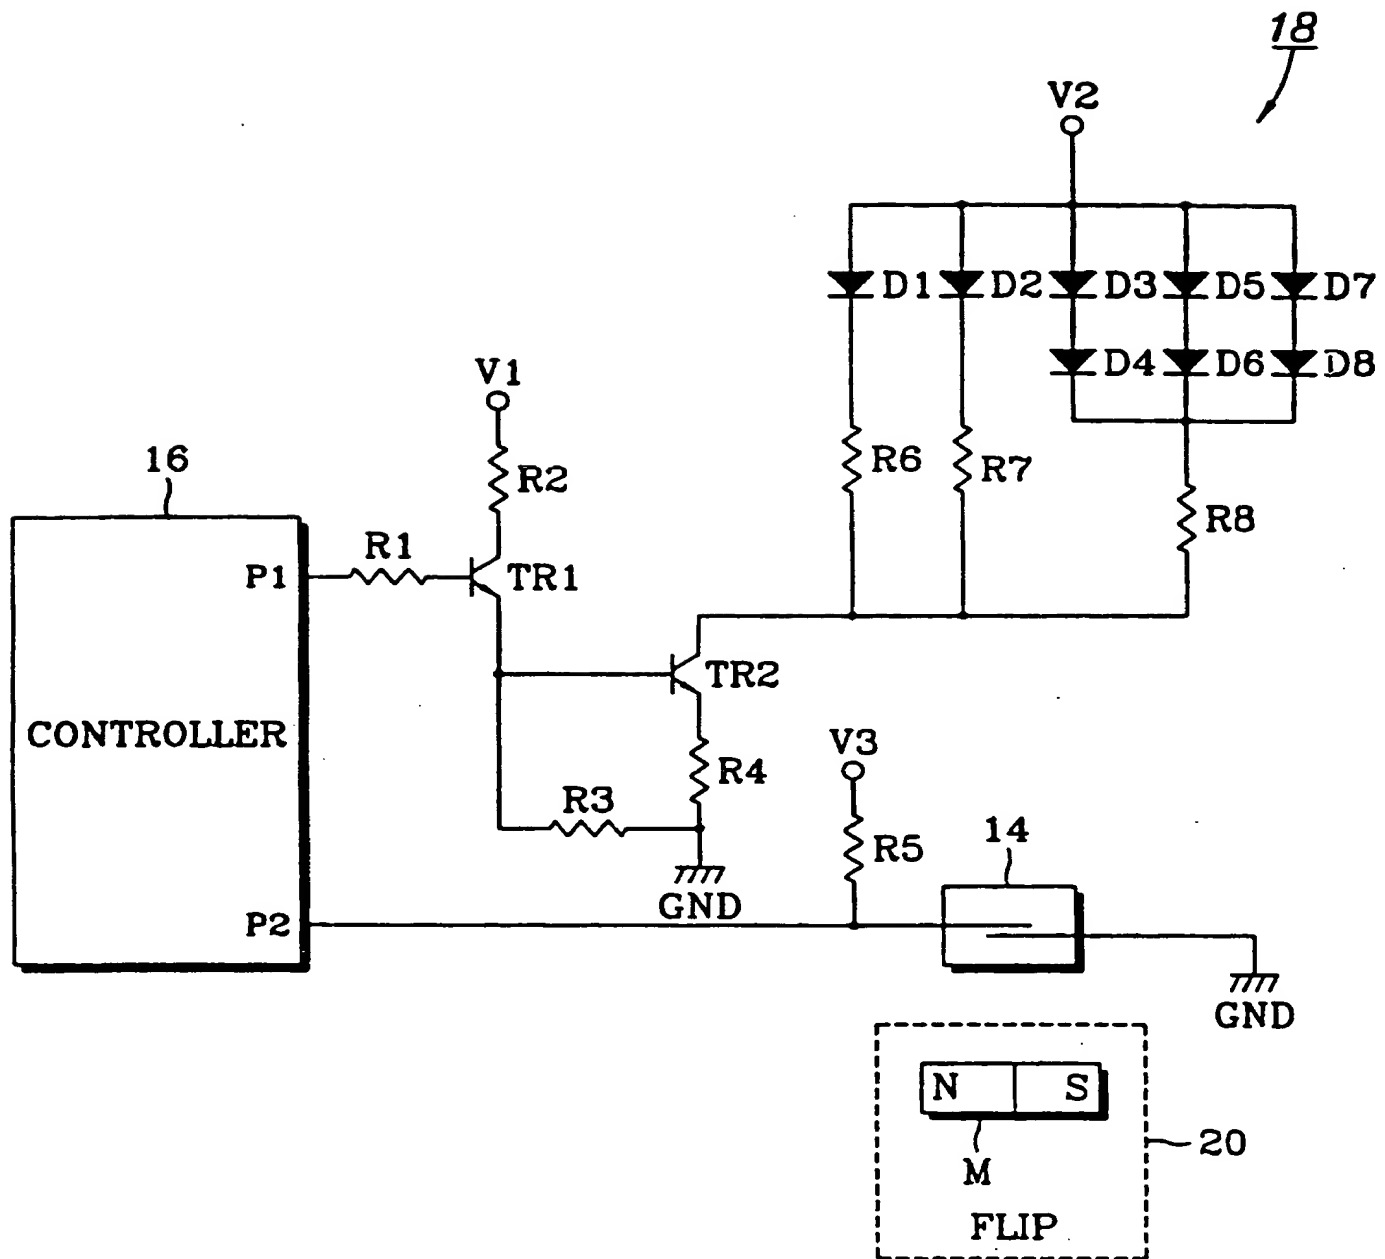 18
V2
D1
D2
D3
D5
D7
D4
D6
D8
V1
R2
R6
R7
R8
16
P1
R1
TR1
TR2
CONTROLLER
R3
R4
V3
R5
14
GND
P2
GND
N
S
M
20
FLIP